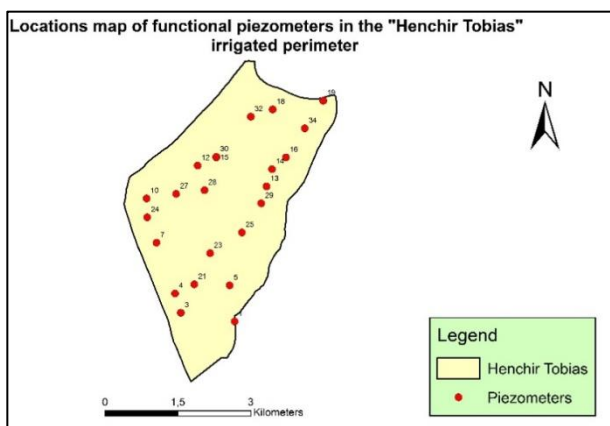 Locations map of functional piezometers in the "Henchir Tobias"
irrigated perimeter
N
19
18
32
34
30
15
12
16
14
13
28
27
10
29
24
25
7
23
21
5
4
3
1
0 1,5 3
Kilometers
Legend
Henchir Tobias
Piezometers